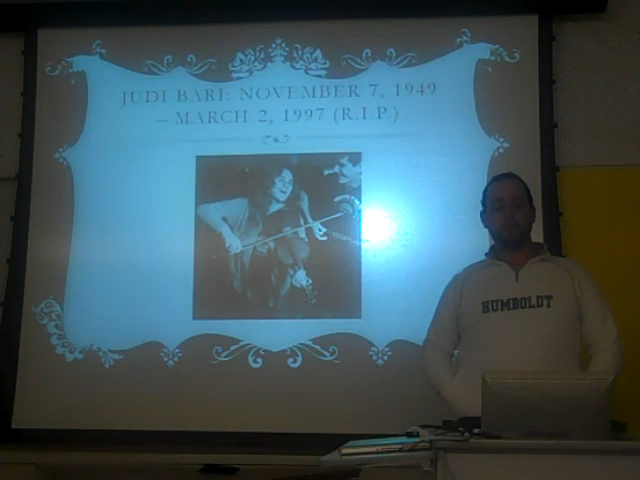 JUDI BARI: NOVEMBER 7, 1949
– MARCH 2, 1997 (R.I.P.)
HUMBOLDT